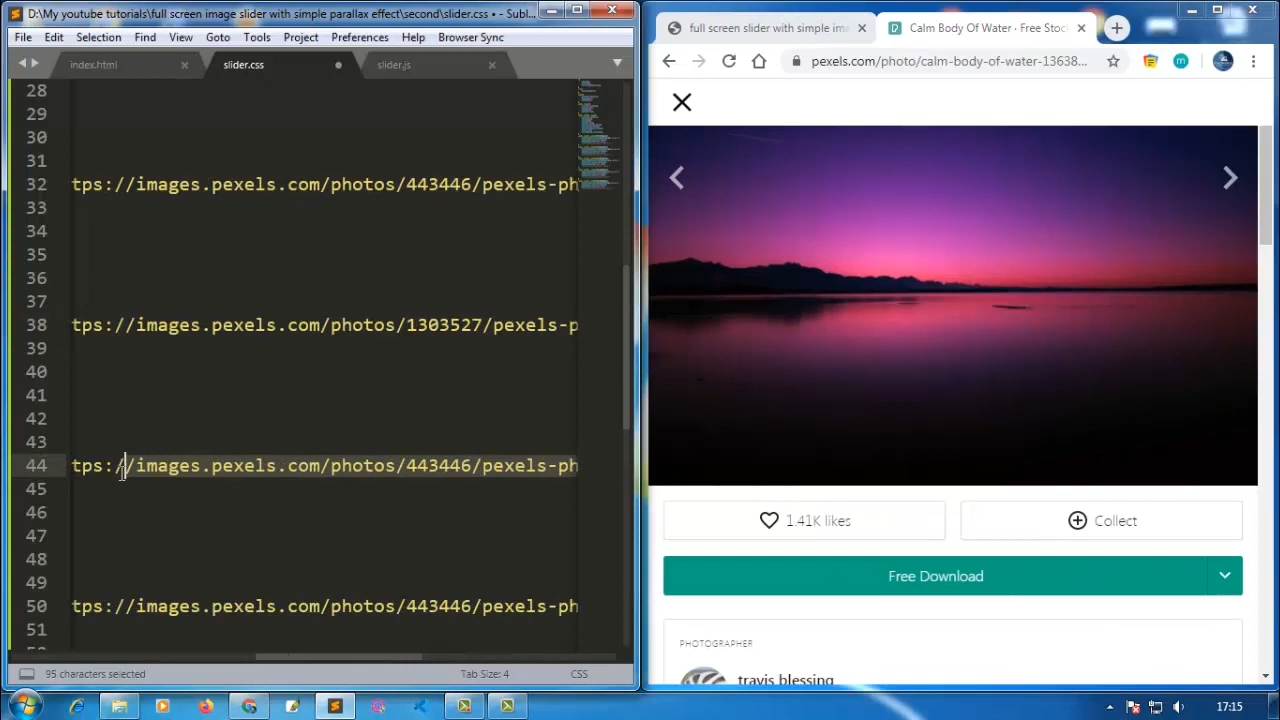 D:\My youtube tutorials\full screen image slider with simple parallax effect\second\slider.css • - Subl...
File Edit Selection Find View Goto Tools Project Preferences Help Browser Sync
index.html slider.css slider.js
28
29
30
31
32 tps://images.pexels.com/photos/443446/pexels-ph
33
34
35
36
37
38 tps://images.pexels.com/photos/1303527/pexels-p
39
40
41
42
43
44 tps://images.pexels.com/photos/443446/pexels-ph
45
46
47
48
49
50 tps://images.pexels.com/photos/443446/pexels-ph
51
95 characters selected Tab Size: 4 CSS
full screen slider with simple ima
Calm Body Of Water · Free Stoc
pexels.com/photo/calm-body-of-water-13638...
1.41K likes
Collect
Free Download
PHOTOGRAPHER
travis blessing
17:15